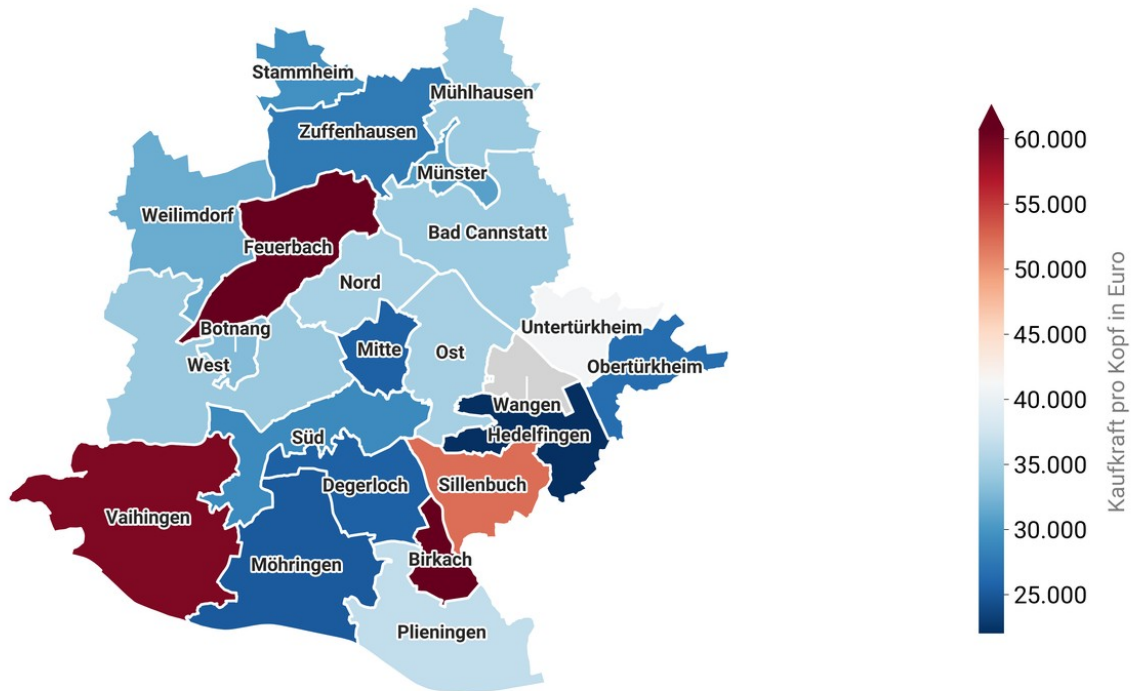 Stammheim
Mühlhausen
Zuffenhausen
Münster
Weilimdorf
Bad Cannstatt
Feuerbach
Nord
Botnang
Untertürkheim
Mitte
Ost
West
Obertürkheim
Wangen
Süd
Hedelfingen
Degerloch
Sillenbuch
Vaihingen
Möhringen
Birkach
Plieningen
60.000
55.000
50.000
45.000
40.000
35.000
30.000
25.000
Kaufkraft pro Kopf in Euro